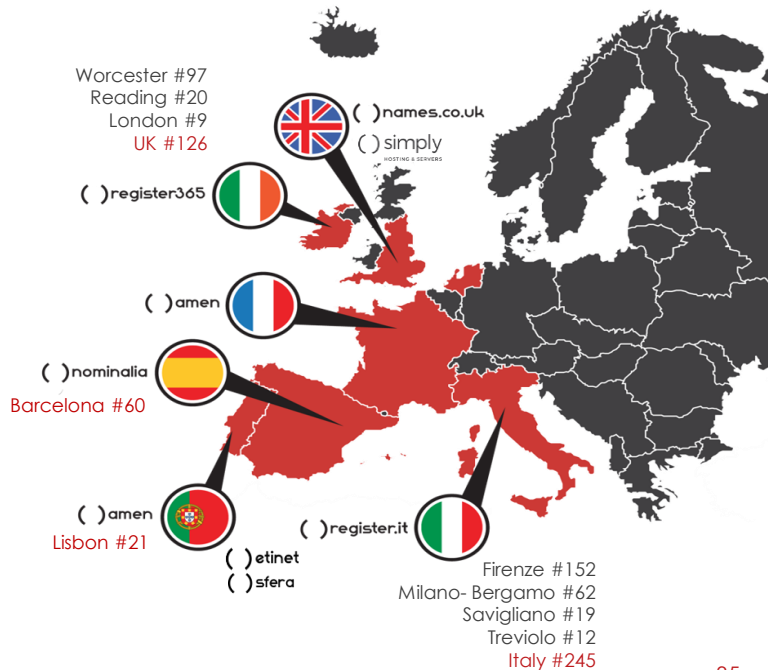 Worcester #97
Reading #20
London #9
UK #126
( )names.co.uk
( )simply
HOSTING & SERVERS
( )register365
( )amen
( )nominalia
Barcelona #60
( )amen
Lisbon #21
( )etinet
( )sfera
( )register.it
Firenze #152
Milano- Bergamo #62
Savigliano #19
Treviolo #12
Italy #245